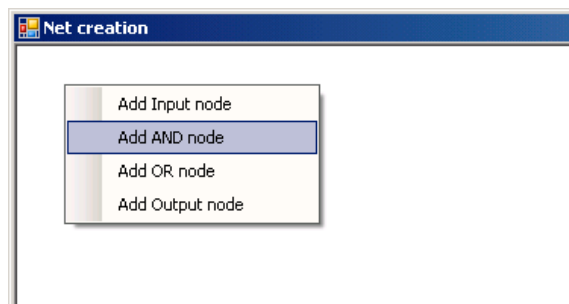 Net creation
Add Input node
Add AND node
Add OR node
Add Output node